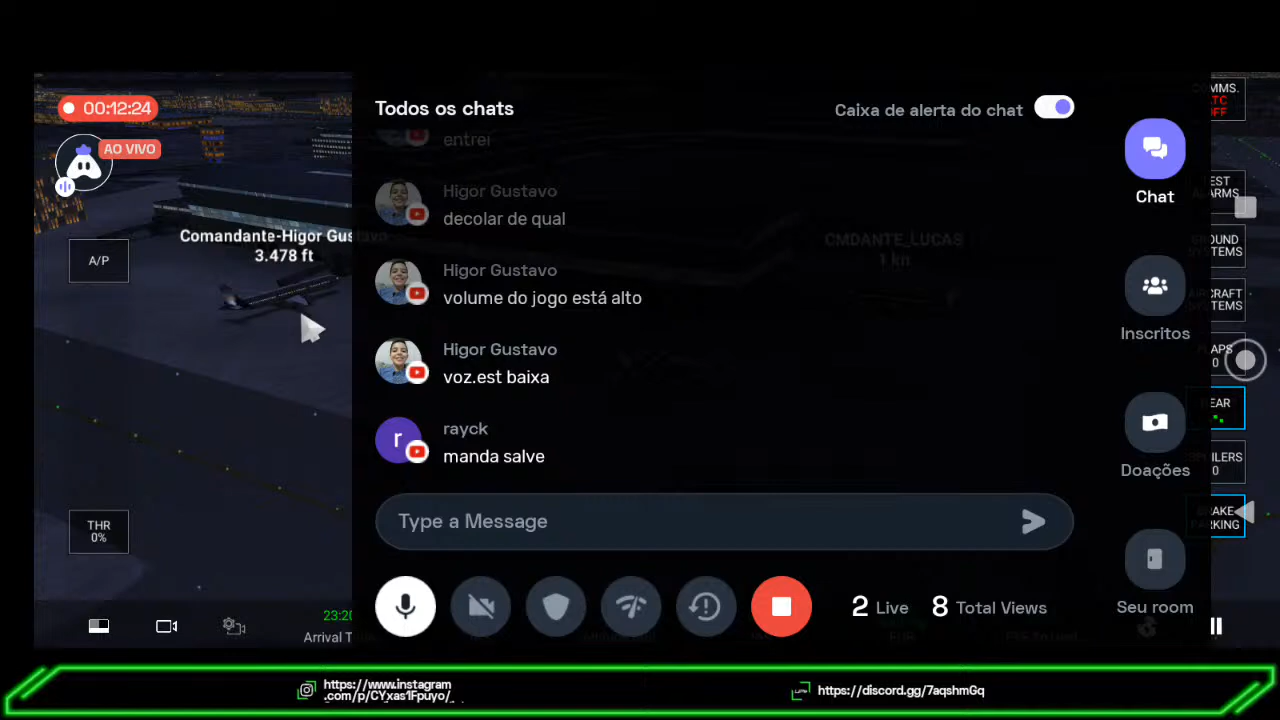 00:12:24
AO VIVO
Todos os chats
Caixa de alerta do chat
entrei
Higor Gustavo
decolar de qual
Higor Gustavo
volume do jogo está alto
Higor Gustavo
voz.est baixa
r
rayck
manda salve
Type a Message
2 Live
8 Total Views
Chat
Inscritos
Doações
Seu room
Comandante-Higor Gustavo
3.478 ft
CMDANTE_LUCAS
1 kn
A/P
THR
0%
23:20
Arrival T
COMMS.
ALARMS
GROUND
AIRCRAFT
0
GEAR
SPOILERS
0
BRAKE
PARKING
https://www.instagram
.com/p/CYxas1Fpuyo/
https://discord.gg/7aqshmGq